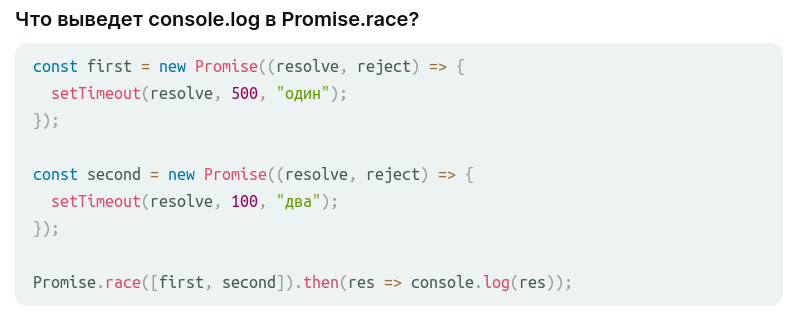 Что выведет console.log в Promise.race?
const first = new Promise((resolve, reject) => {
  setTimeout(resolve, 500, "один");
});

const second = new Promise((resolve, reject) => {
  setTimeout(resolve, 100, "два");
});

Promise.race([first, second]).then(res => console.log(res));